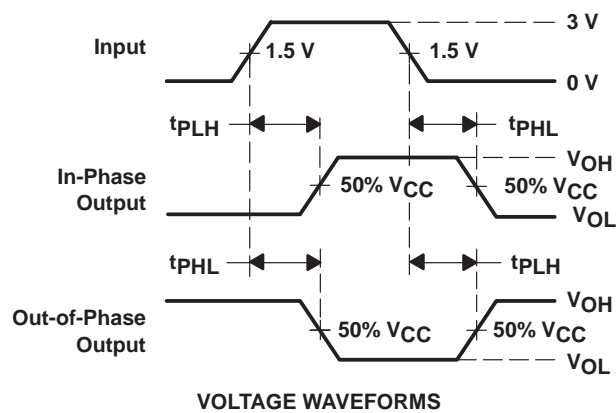 3 V
Input
1.5 V
1.5 V
0 V
tPLH
tPHL
VOH
In-Phase
Output
50% VCC
50% VCC
VOL
tPHL
tPLH
VOH
Out-of-Phase
Output
50% VCC
50% VCC
VOL
VOLTAGE WAVEFORMS